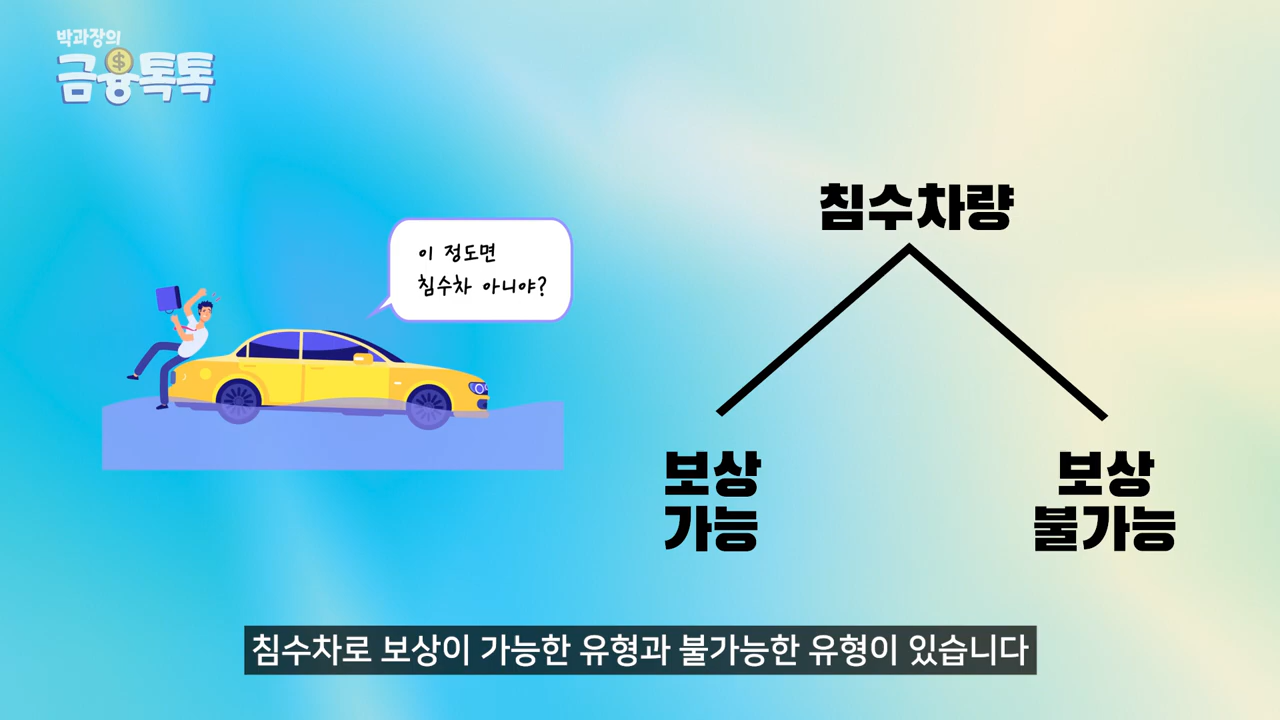 박과장의
금융톡톡
이 정도면
침수차 아니야?
침수차량
보상
가능
보상
불가능
침수차로 보상이 가능한 유형과 불가능한 유형이 있습니다